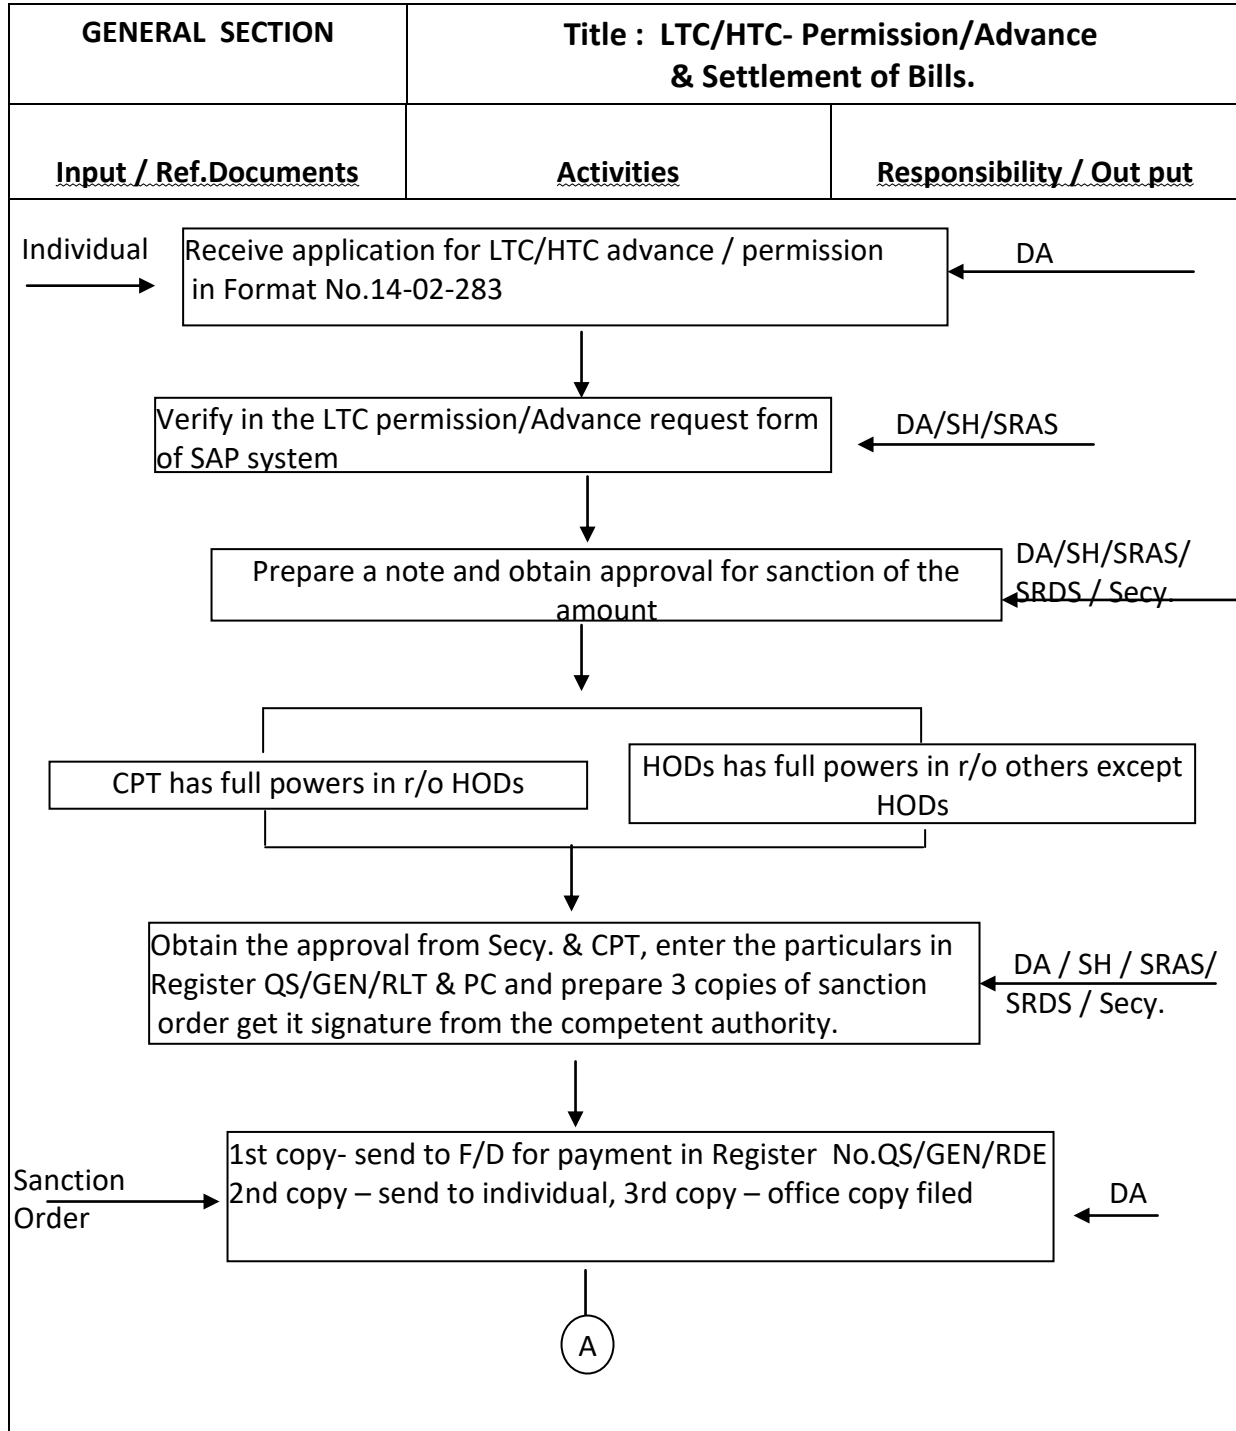 GENERAL SECTION
Title : LTC/HTC- Permission/Advance
& Settlement of Bills.
Input / Ref.Documents
Activities
Responsibility / Out put
Individual
Receive application for LTC/HTC advance / permission
in Format No.14-02-283
DA
Verify in the LTC permission/Advance request form
of SAP system
DA/SH/SRAS
Prepare a note and obtain approval for sanction of the
amount
DA/SH/SRAS/
SRDS / Secy.
CPT has full powers in r/o HODs
HODs has full powers in r/o others except
HODs
Obtain the approval from Secy. & CPT, enter the particulars in
Register QS/GEN/RLT & PC and prepare 3 copies of sanction
order get it signature from the competent authority.
DA / SH / SRAS/
SRDS / Secy.
Sanction
Order
1st copy- send to F/D for payment in Register No.QS/GEN/RDE
2nd copy – send to individual, 3rd copy – office copy filed
DA
A